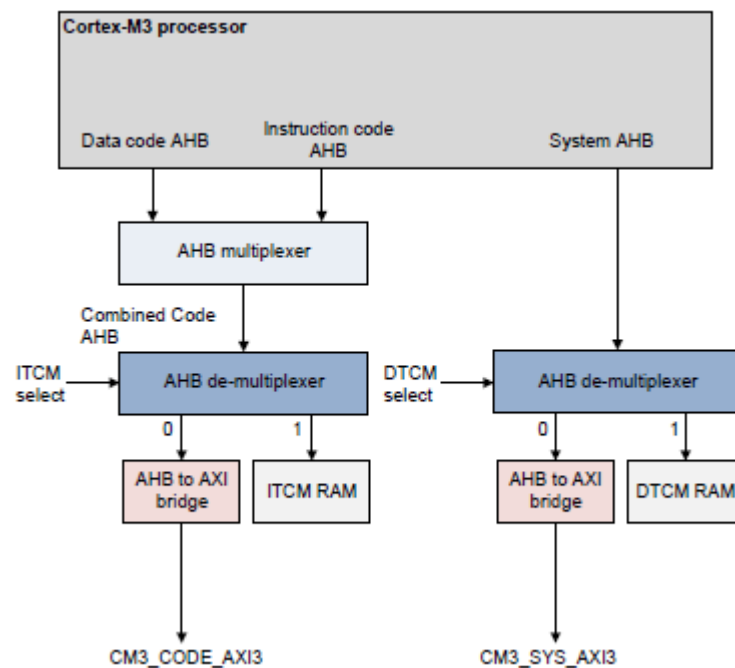 Cortex-M3 processor
Data code AHB
Instruction code
AHB
System AHB
AHB multiplexer
Combined Code
AHB
ITCM
select
AHB de-multiplexer
DTCM
select
AHB de-multiplexer
0
1
0
1
AHB to AXI
bridge
ITCM RAM
AHB to AXI
bridge
DTCM RAM
CM3_CODE_AXI3
CM3_SYS_AXI3